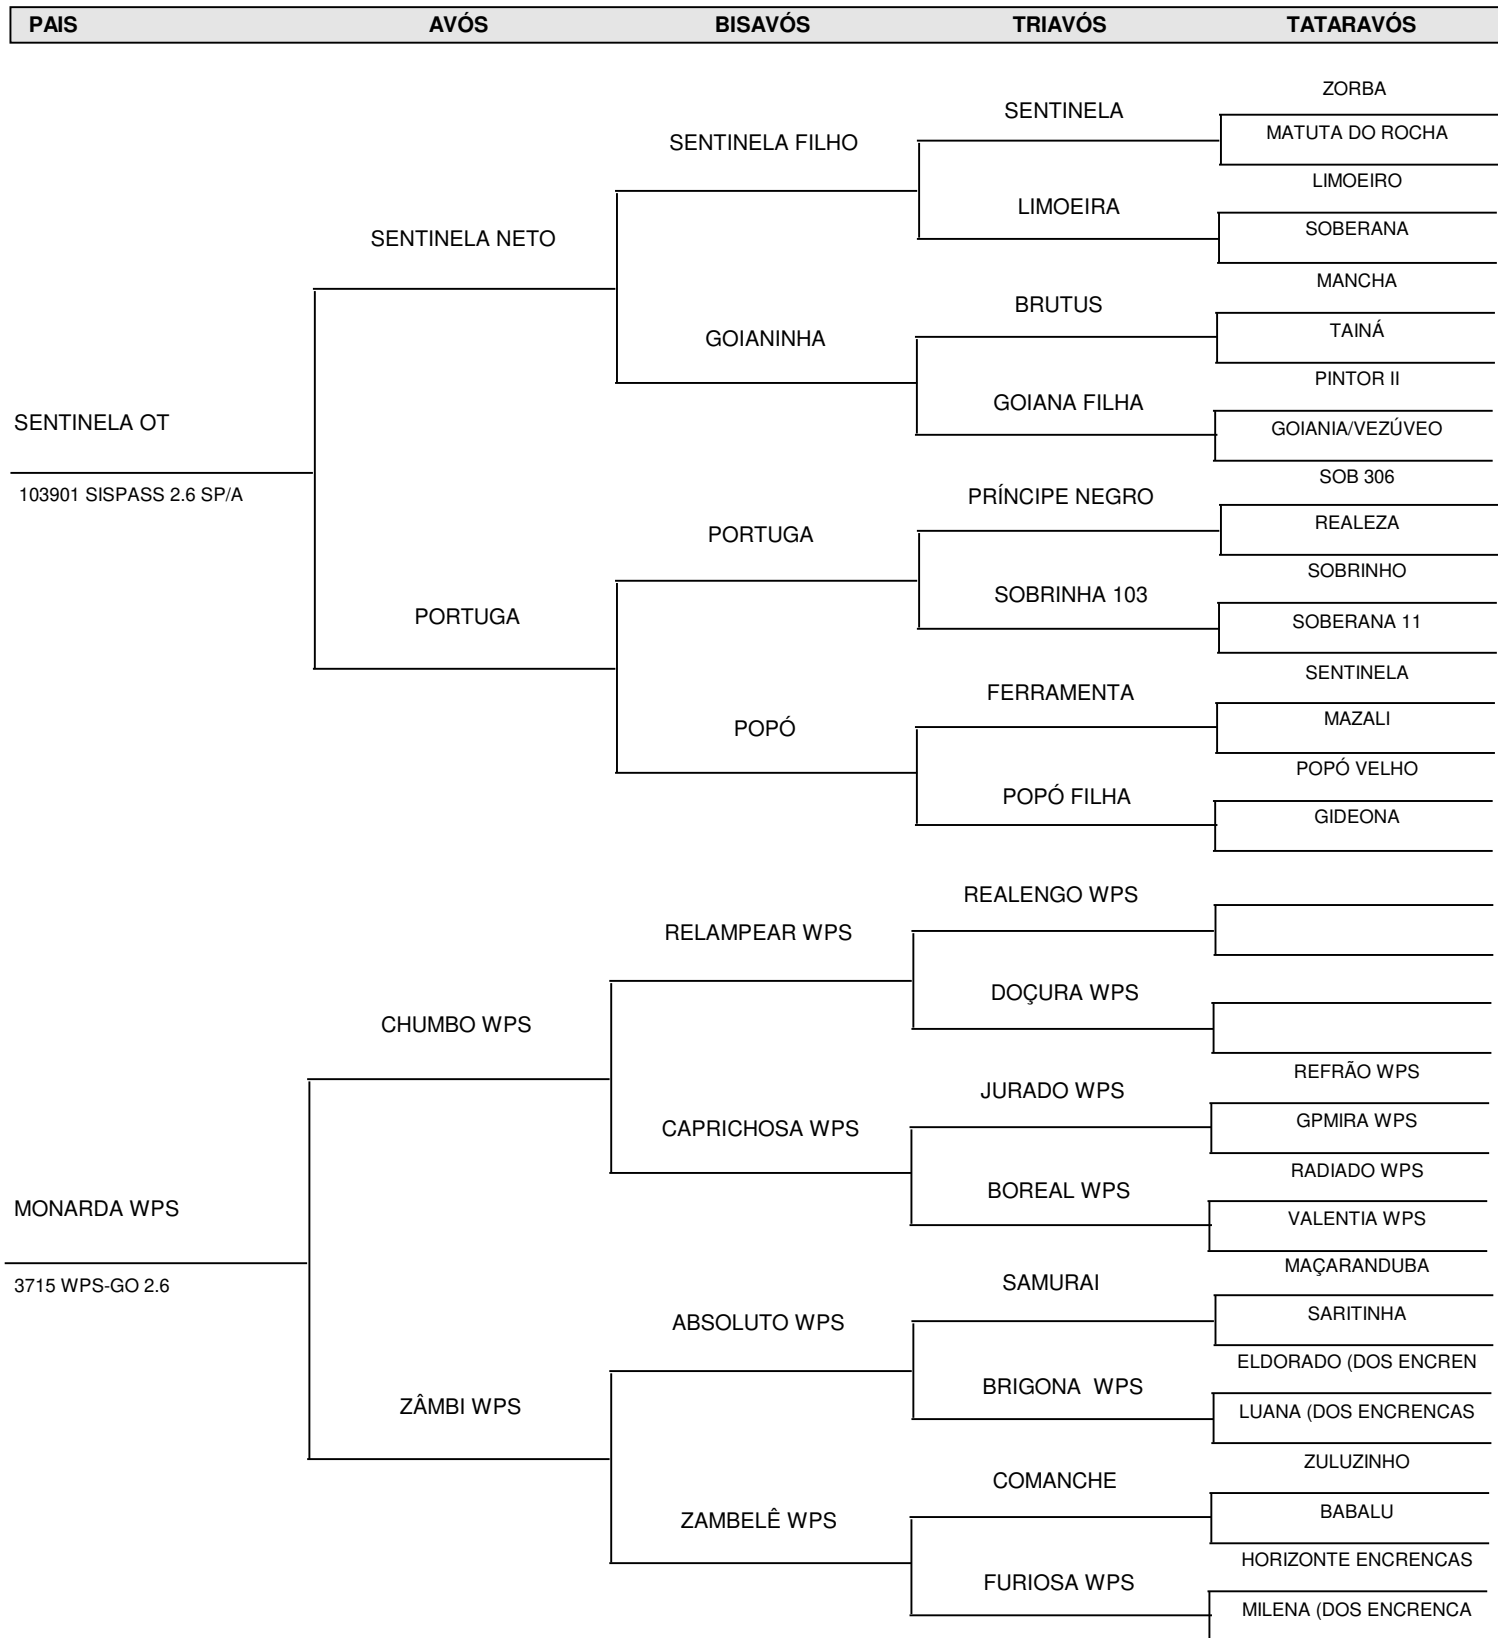 PAIS AVÓS BISAVÓS TRIAVÓS TATARAVÓS
ZORBA
SENTINELA
MATUTA DO ROCHA
SENTINELA FILHO
LIMOEIRO
LIMOEIRA
SOBERANA
SENTINELA NETO
MANCHA
BRUTUS
TAINÁ
GOIANINHA
PINTOR II
GOIANA FILHA
GOIANIA/VEZÚVEO
SENTINELA OT
103901 SISPASS 2.6 SP/A
SOB 306
PRÍNCIPE NEGRO
REALEZA
PORTUGA
SOBRINHO
SOBRINHA 103
SOBERANA 11
PORTUGA
SENTINELA
FERRAMENTA
MAZALI
POPÓ
POPÓ VELHO
POPÓ FILHA
GIDEONA
REALENGO WPS
RELAMPEAR WPS
DOÇURA WPS
CHUMBO WPS
REFRÃO WPS
JURADO WPS
GPMIRA WPS
CAPRICHOSA WPS
RADIADO WPS
BOREAL WPS
VALENTIA WPS
MONARDA WPS
3715 WPS-GO 2.6
MAÇARANDUBA
SAMURAI
SARITINHA
ABSOLUTO WPS
ELDORADO (DOS ENCREN
BRIGONA WPS
LUANA (DOS ENCRENCAS
ZÂMBI WPS
ZULUZINHO
COMANCHE
BABALU
ZAMBELÊ WPS
HORIZONTE ENCRENCAS
FURIOSA WPS
MILENA (DOS ENCRENCA